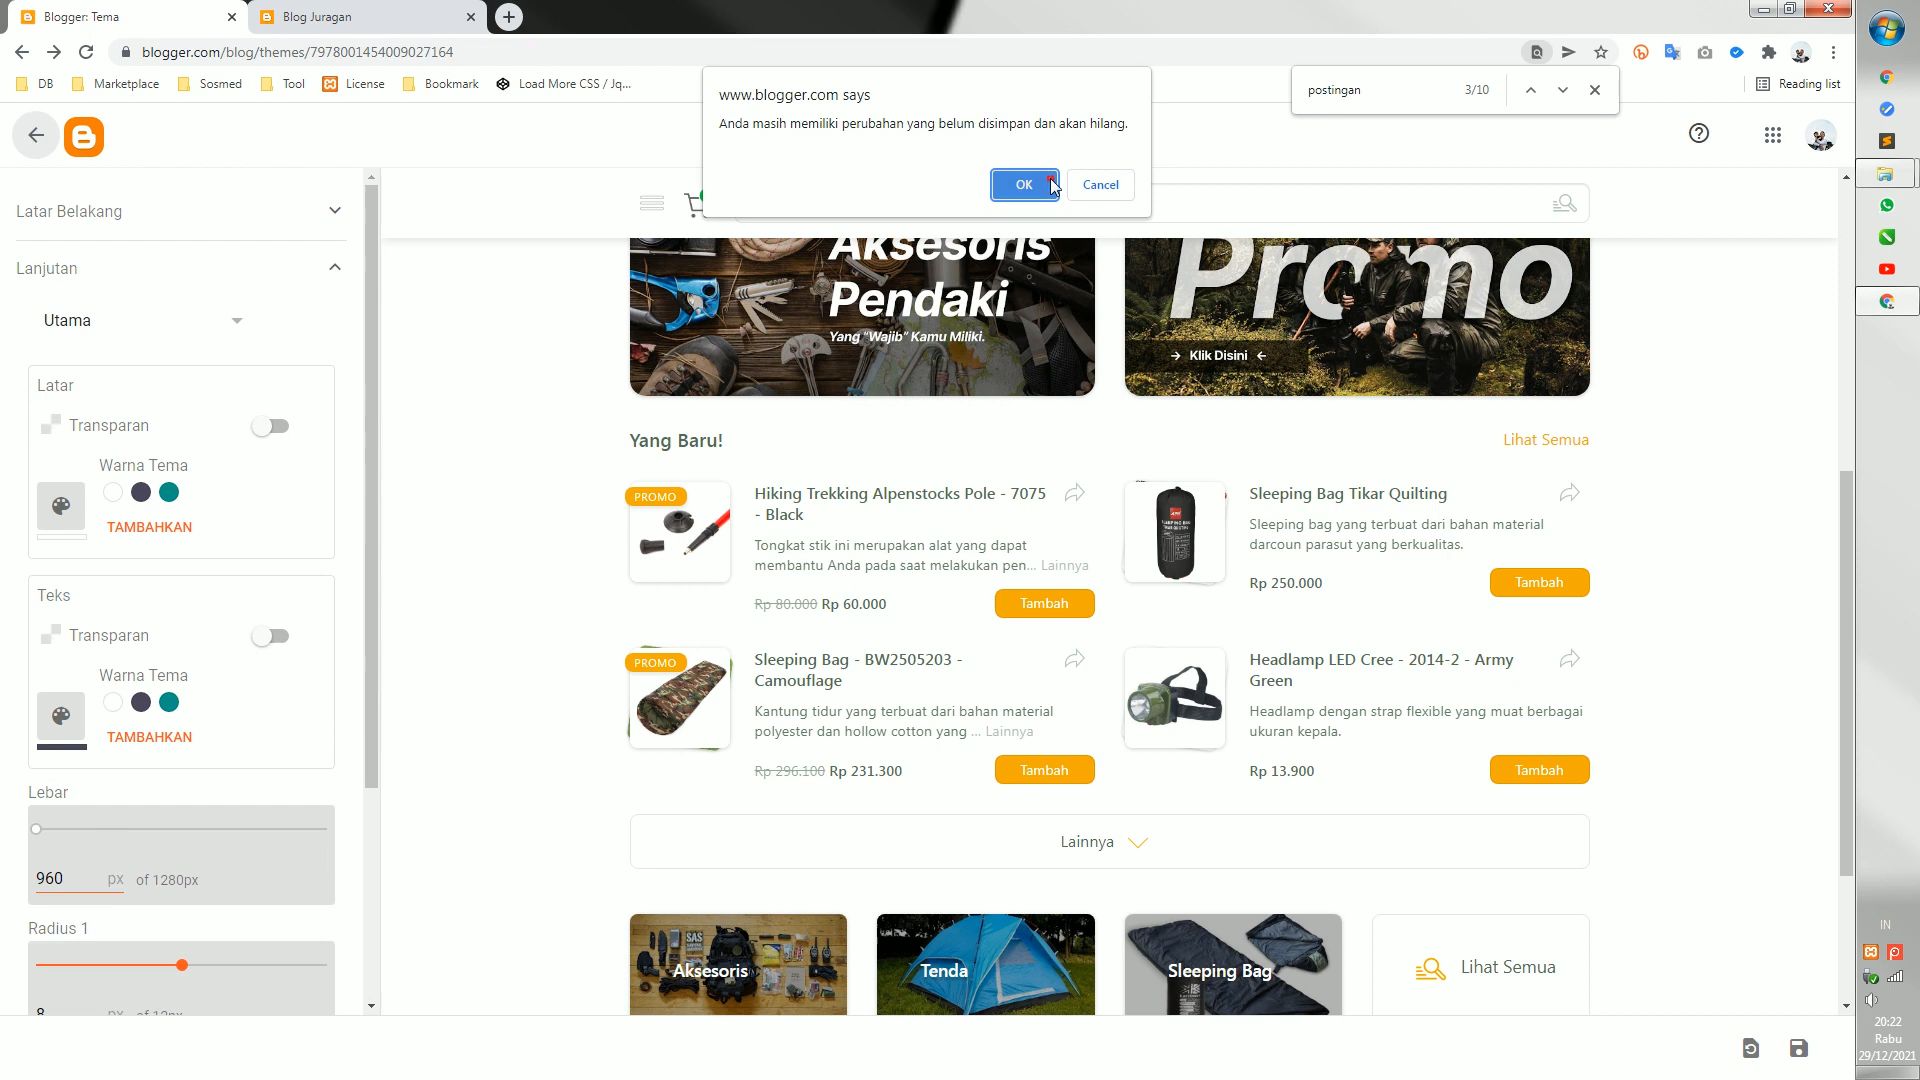 Blogger: Tema
Blog Juragan
blogger.com/blog/themes/7978001454009027164
DB
Marketplace
Sosmed
Tool
License
Bookmark
Load More CSS / Jq...
Reading list
www.blogger.com says
Anda masih memiliki perubahan yang belum disimpan dan akan hilang.
OK
Cancel
postingan
3/10
Latar Belakang
Lanjutan
Utama
Latar
Transparan
Warna Tema
TAMBAHKAN
Teks
Transparan
Warna Tema
TAMBAHKAN
Lebar
960 px of 1280px
Radius 1
8 px of 12px
Aksesoris
Pendaki
Yang "Wajib" Kamu Miliki.
Promo
→ Klik Disini ←
Yang Baru!
Lihat Semua
PROMO
Hiking Trekking Alpenstocks Pole - 7075
- Black
Tongkat stik ini merupakan alat yang dapat
membantu Anda pada saat melakukan pen... Lainnya
Rp 80.000 Rp 60.000
Tambah
Sleeping Bag Tikar Quilting
Sleeping bag yang terbuat dari bahan material
darcoun parasut yang berkualitas.
Rp 250.000
Tambah
PROMO
Sleeping Bag - BW2505203 -
Camouflage
Kantung tidur yang terbuat dari bahan material
polyester dan hollow cotton yang ... Lainnya
Rp 296.100 Rp 231.300
Tambah
Headlamp LED Cree - 2014-2 - Army
Green
Headlamp dengan strap flexible yang muat berbagai
ukuran kepala.
Rp 13.900
Tambah
Lainnya
Aksesoris
Tenda
Sleeping Bag
Lihat Semua
IN
20:22
Rabu
29/12/2021